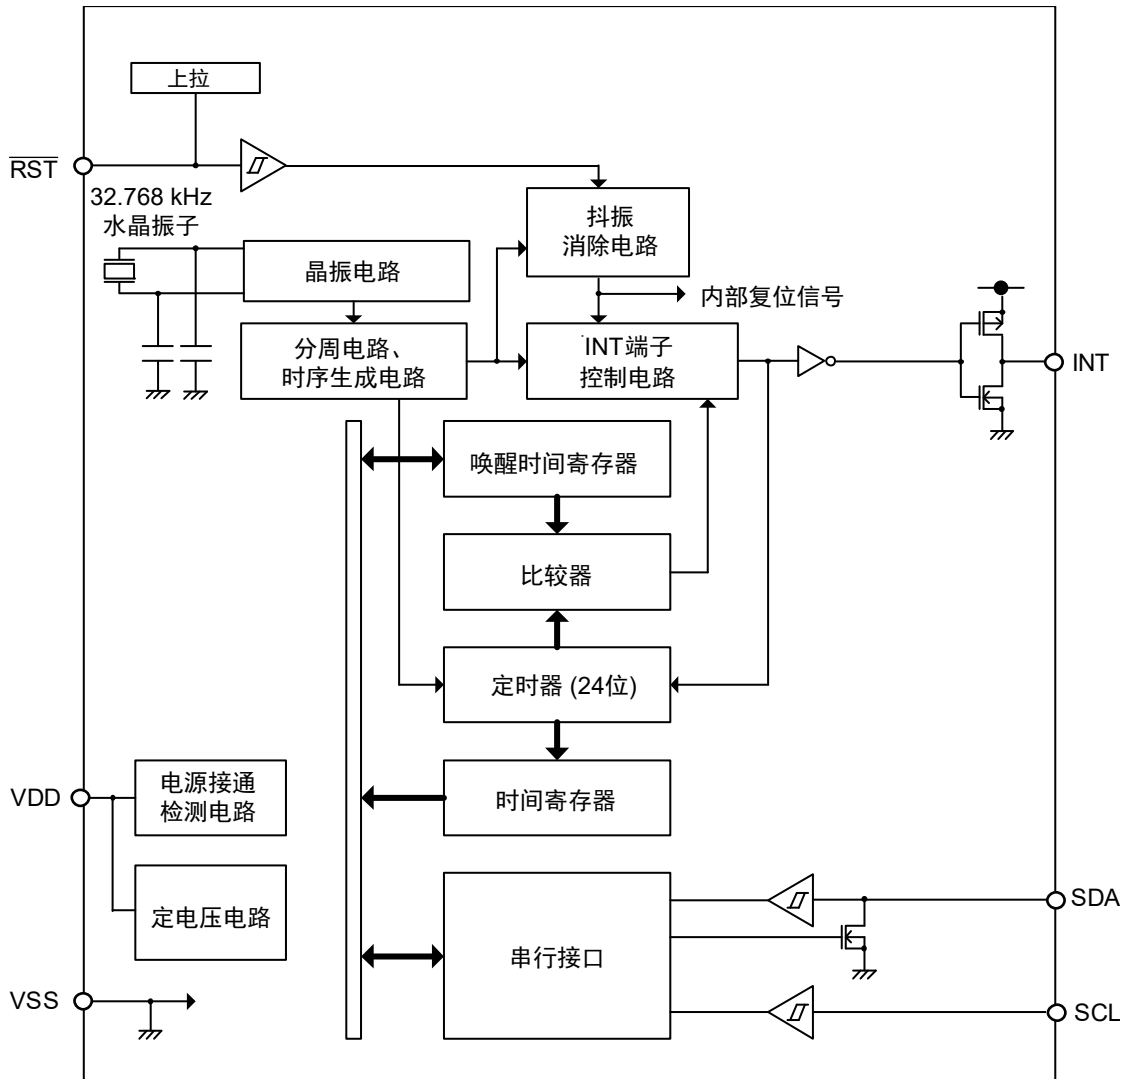 上拉
RST
32.768 kHz
水晶振子
抖振
消除电路
晶振电路
内部复位信号
分周电路、
时序生成电路
INT端子
控制电路
INT
唤醒时间寄存器
比较器
定时器 (24位)
VDD
电源接通
检测电路
时间寄存器
定电压电路
SDA
串行接口
VSS
SCL